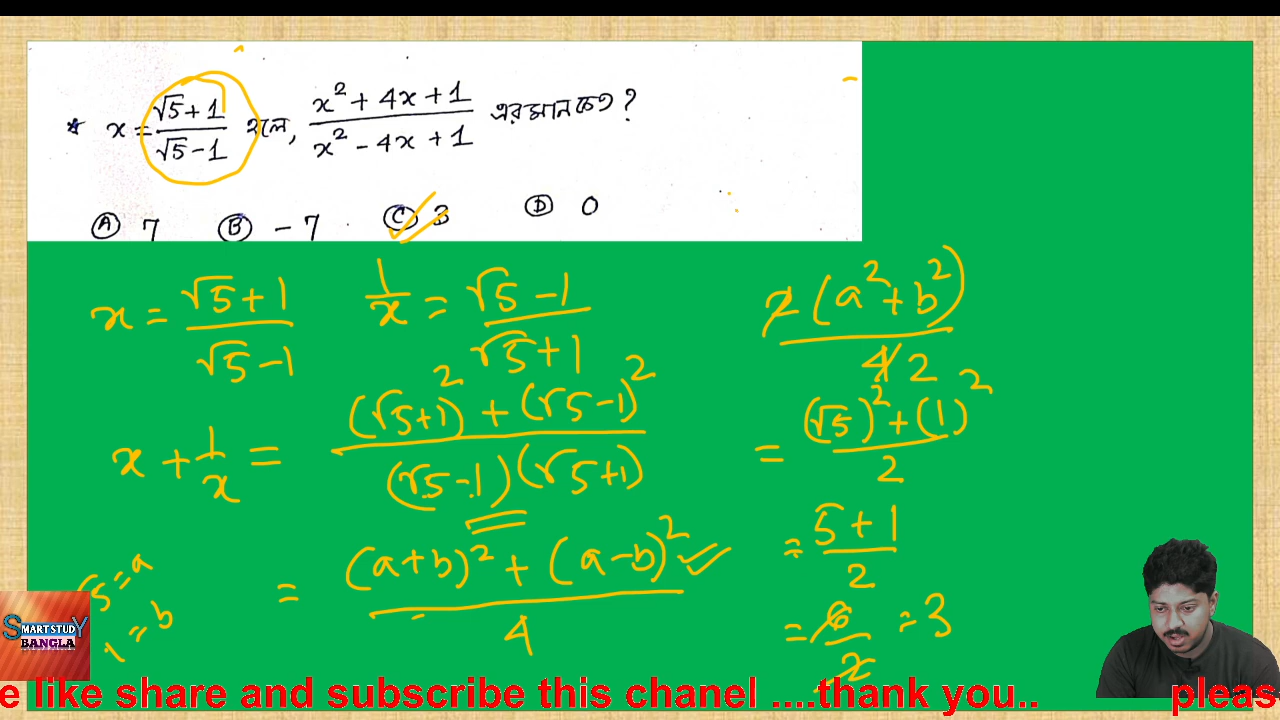 * x = (√5+1)/(√5-1) হলে, (x² + 4x + 1)/(x² - 4x + 1) এর মান কত ?
Ⓐ 7 Ⓑ - 7 Ⓒ 3 Ⓓ 0
x = (√5+1)/(√5-1)
1/x = (√5-1)/(√5+1)
x + 1/x = ((√5+1)² + (√5-1)²)/((√5-1)(√5+1))
= ((a+b)² + (a-b)²)/4
√5 = a
1 = b
2(a²+b²)/4 2
= ((√5)² + (1)²)/2
= (5+1)/2
= 6/2 = 3
SMART STUDY
BANGLA
e like share and subscribe this chanel ....thank you.. pleas